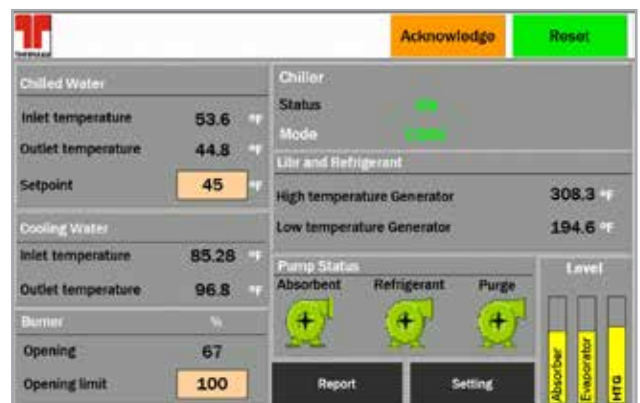 THERMAX
Acknowledge
Reset
Chilled Water
Inlet temperature 53.6 °F
Outlet temperature 44.8 °F
Setpoint 45 °F
Cooling Water
Inlet temperature 85.28 °F
Outlet temperature 96.8 °F
Burner %
Opening 67
Opening limit 100
Chiller
Status
Mode
Libr and Refrigerant
High temperature Generator 308.3 °F
Low temperature Generator 194.6 °F
Pump Status
Absorbent Refrigerant Purge
Report
Setting
Level
Absorber
Evaporator
HTG